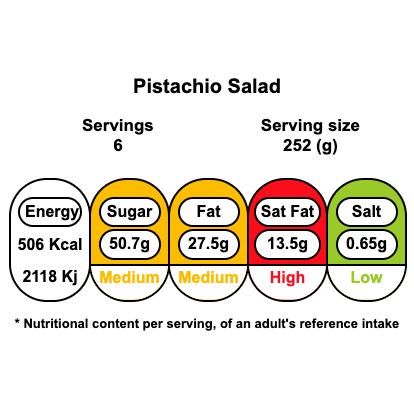 Pistachio Salad
Servings
6
Serving size
252 (g)
Energy
506 Kcal
2118 Kj
Sugar
50.7g
Medium
Fat
27.5g
Medium
Sat Fat
13.5g
High
Salt
0.65g
Low
* Nutritional content per serving, of an adult's reference intake